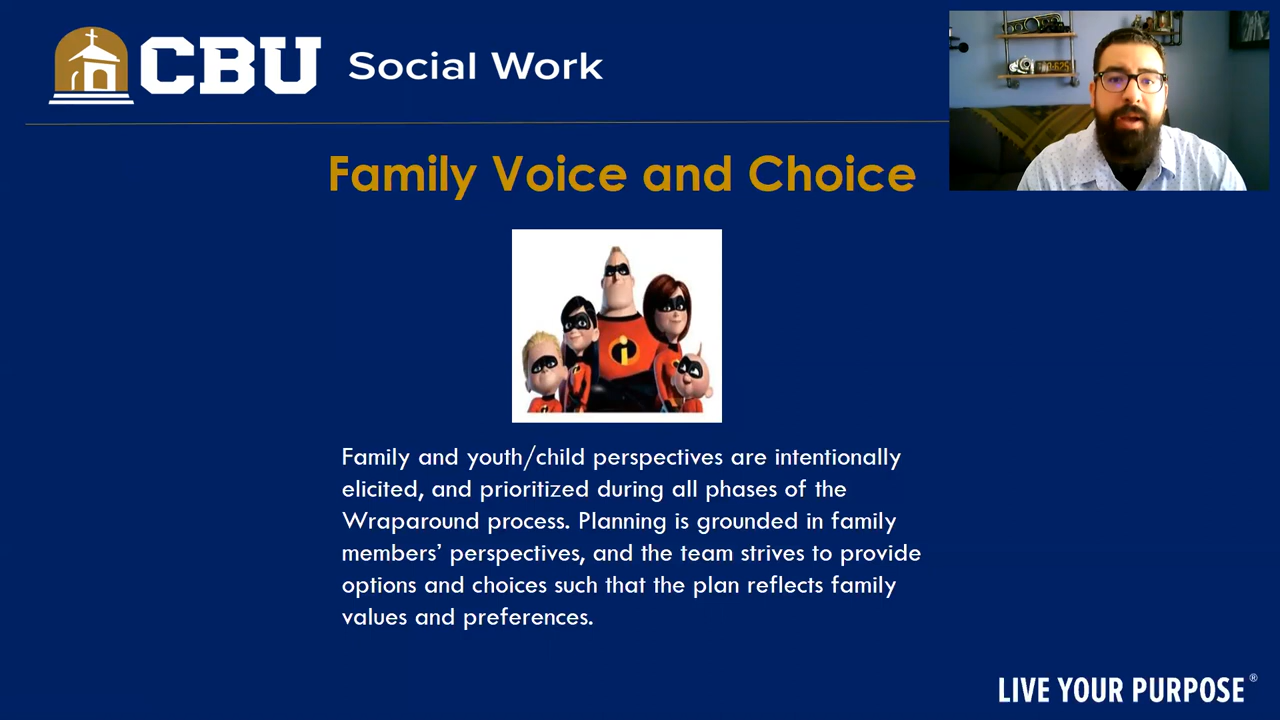 CBU Social Work
Family Voice and Choice
Family and youth/child perspectives are intentionally
elicited, and prioritized during all phases of the
Wraparound process. Planning is grounded in family
members’ perspectives, and the team strives to provide
options and choices such that the plan reflects family
values and preferences.
LIVE YOUR PURPOSE®